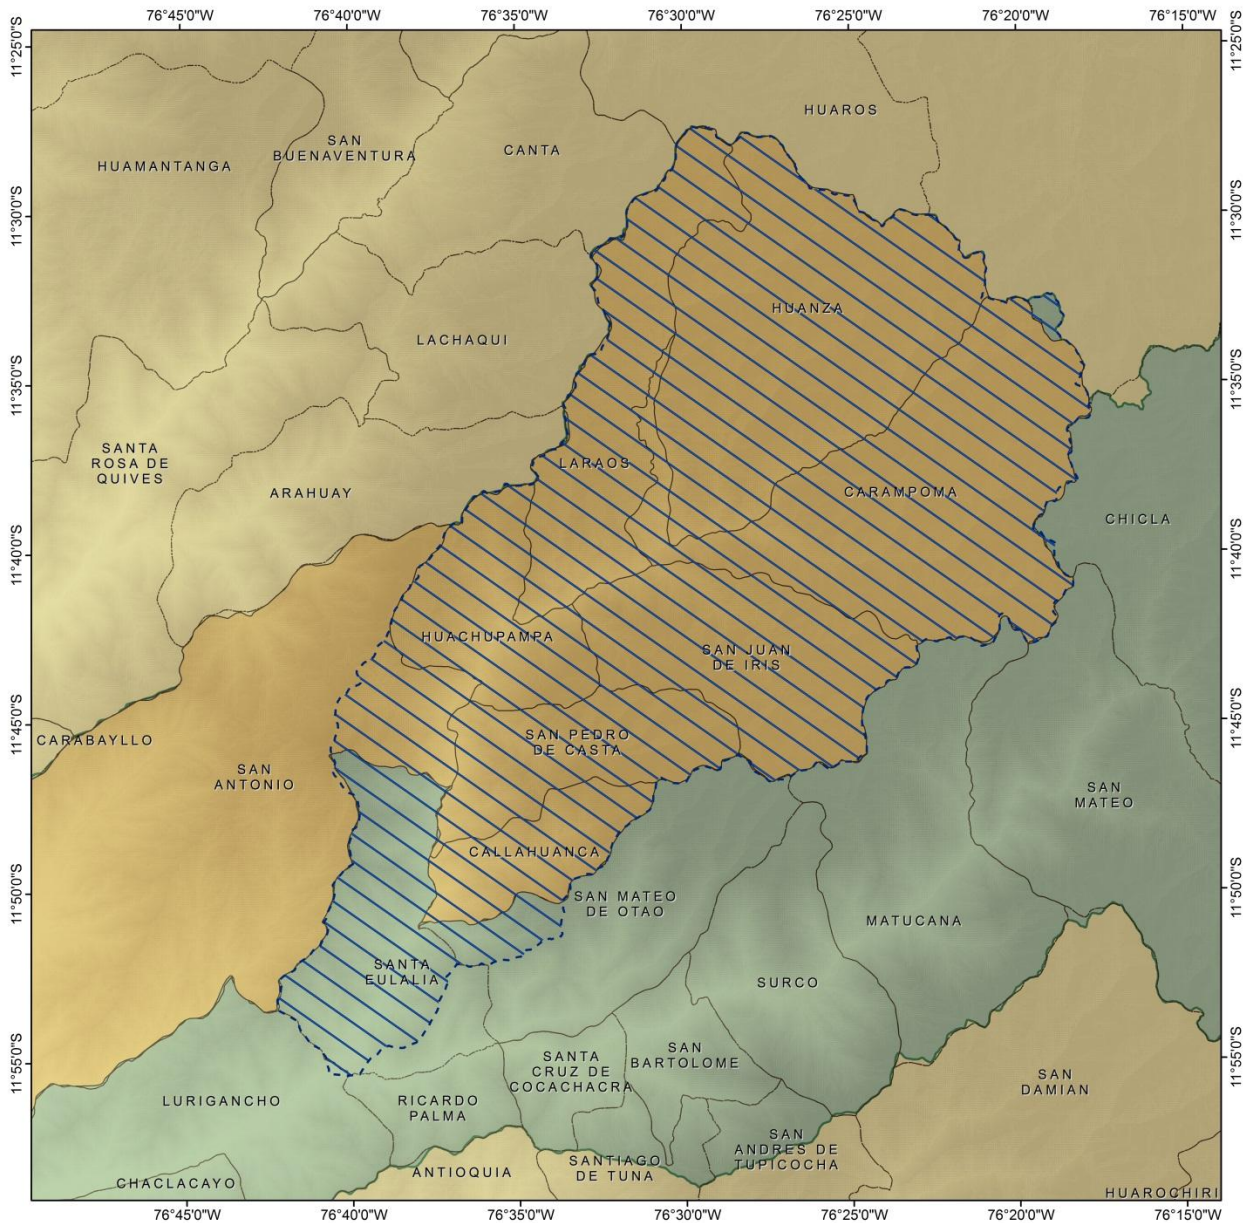 76°45'0"W
76°40'0"W
76°35'0"W
76°30'0"W
76°25'0"W
76°20'0"W
76°15'0"W
11°25'0"S
11°25'0"S
HUAROS
SAN
BUENAVENTURA
CANTA
HUAMANTANGA
11°30'0"S
11°30'0"S
HUANZA
LACHAQUI
11°35'0"S
11°35'0"S
SANTA
ROSA DE
QUIVES
LARAOS
ARAHUAY
CARAMPOMA
CHICLA
11°40'0"S
11°40'0"S
HUACHUPAMPA
SAN JUAN
DE IRIS
11°45'0"S
11°45'0"S
CARABAYLLO
SAN PEDRO
DE CASTA
SAN
ANTONIO
SAN
MATEO
CALLAHUANCA
11°50'0"S
11°50'0"S
SAN MATEO
DE OTAO
MATUCANA
SANTA
EULALIA
SURCO
11°55'0"S
11°55'0"S
SAN
BARTOLOME
SANTA
CRUZ DE
COCACHACRA
SAN
DAMIAN
LURIGANCHO
RICARDO
PALMA
SAN
ANDRES DE
TUPICOCHA
SANTIAGO
DE TUNA
ANTIOQUIA
CHACLACAYO
HUAROCHIRI
76°45'0"W
76°40'0"W
76°35'0"W
76°30'0"W
76°25'0"W
76°20'0"W
76°15'0"W